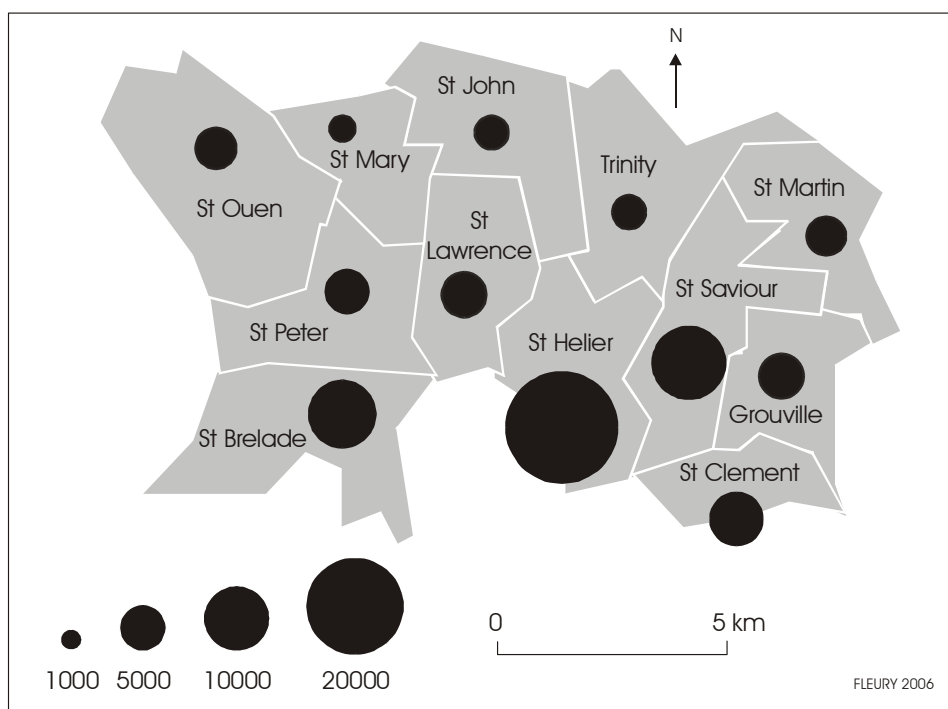 N
St John
St Mary
Trinity
St Martin
St Ouen
St
Lawrence
St Saviour
St Peter
St Helier
Grouville
St Brelade
St Clement
0 5 km
1000 5000 10000 20000
FLEURY 2006